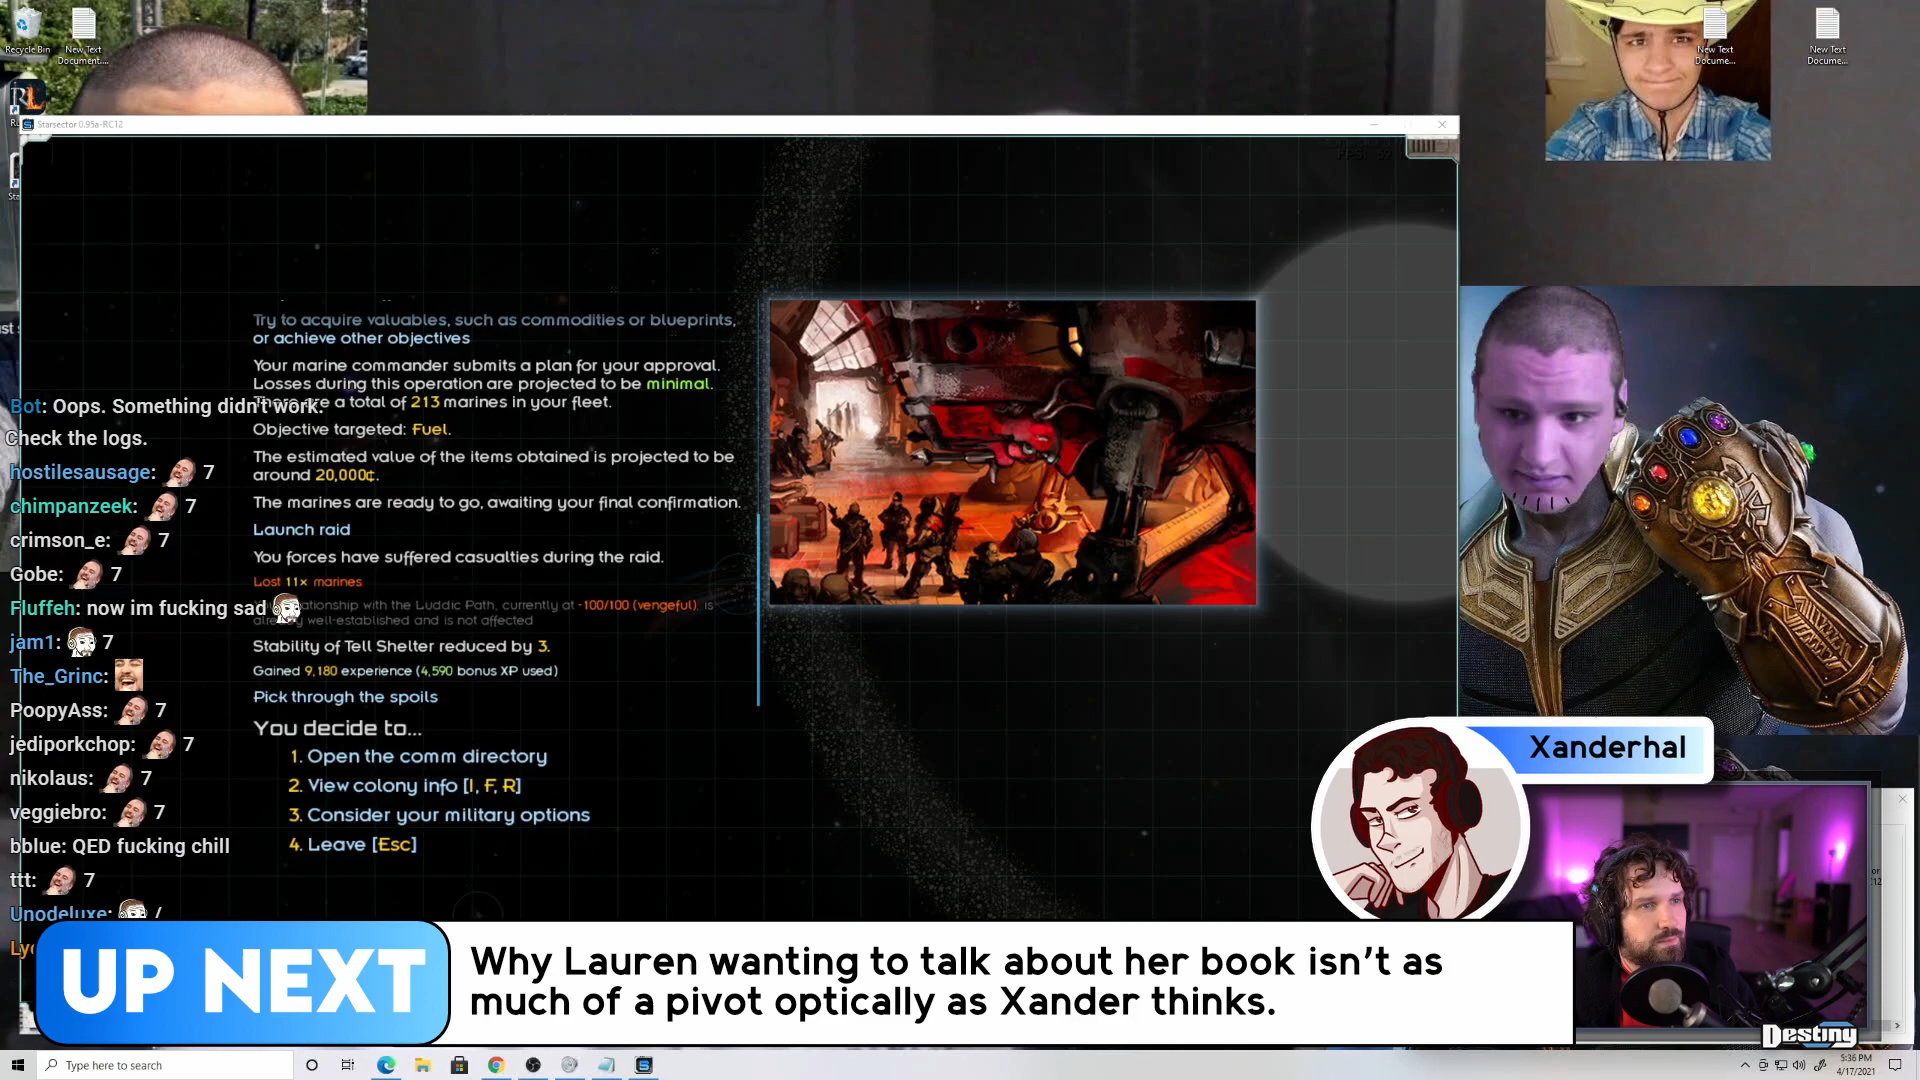 Recycle Bin
New Text
Document....
New Text
Docume...
New Text
Docume...
Starsector 0.95a-RC12
Try to acquire valuables, such as commodities or blueprints,
or achieve other objectives
Your marine commander submits a plan for your approval.
Losses during this operation are projected to be minimal.
There are a total of 213 marines in your fleet.
Objective targeted: Fuel.
The estimated value of the items obtained is projected to be
around 20,000¢.
The marines are ready to go, awaiting your final confirmation.
Launch raid
You forces have suffered casualties during the raid.
Lost 11× marines
relationship with the Luddic Path, currently at -100/100 (vengeful), is
already well-established and is not affected
Stability of Tell Shelter reduced by 3.
Gained 9,180 experience (4,590 bonus XP used)
Pick through the spoils
You decide to...
1. Open the comm directory
2. View colony info [I, F, R]
3. Consider your military options
4. Leave [Esc]
Bot: Oops. Something didn't work.
Check the logs.
hostilesausage: 7
chimpanzeek: 7
crimson_e: 7
Gobe: 7
Fluffeh: now im fucking sad
jam1: 7
The_Grinc:
PoopyAss: 7
jediporkchop: 7
nikolaus: 7
veggiebro: 7
bblue: QED fucking chill
ttt: 7
Unodeluxe: /
Xanderhal
UP NEXT
Why Lauren wanting to talk about her book isn't as
much of a pivot optically as Xander thinks.
Destiny
Type here to search
5:36 PM
4/17/2021